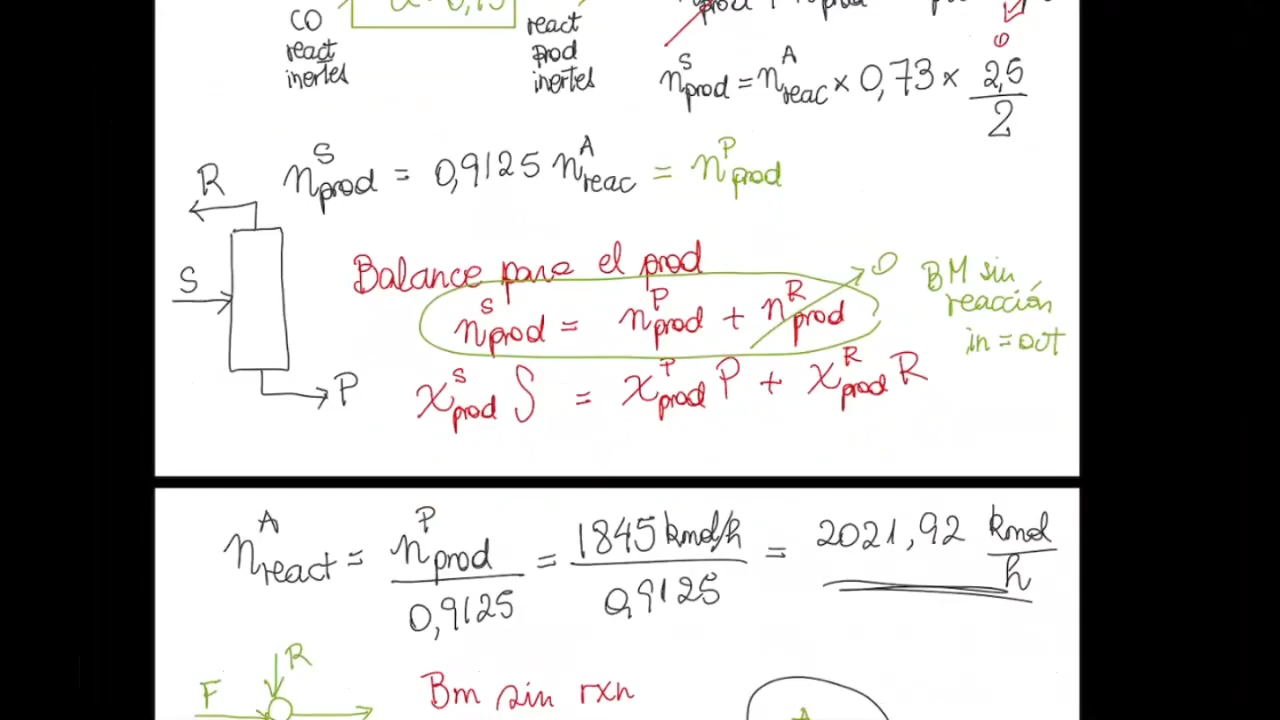 CO
react
inertes
react
prod
inertes
0
n^S_prod = n^A_reac × 0,73 × 2,5/2
n^S_prod = 0,9125 n^A_reac = n^P_prod
R
S
P
Balance para el prod
n^S_prod = n^P_prod + n^R_prod 0
x^S_prod S = x^P_prod P + x^R_prod R
BM sin
reacción
in = out
n^A_react = n^P_prod/0,9125 = 1845 kmol/h/0,9125 = 2021,92 kmol/h
R
F
Bm sin rxn
A